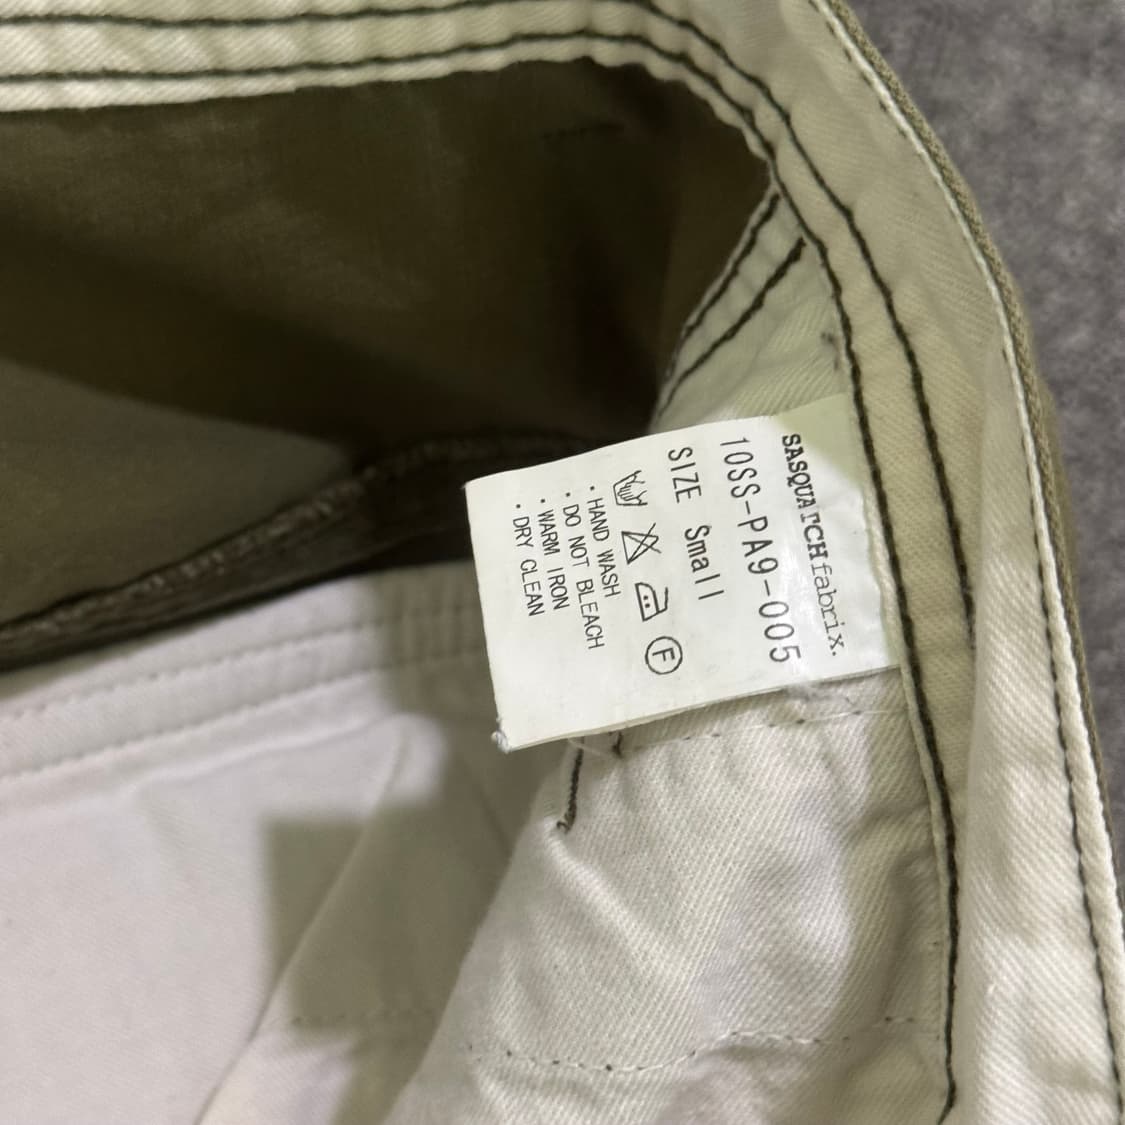 SASQUATCHfabrix.
10SS-PA9-005
SIZE Small
F
・HAND WASH
・DO NOT BLEACH
・WARM IRON
・DRY CLEAN